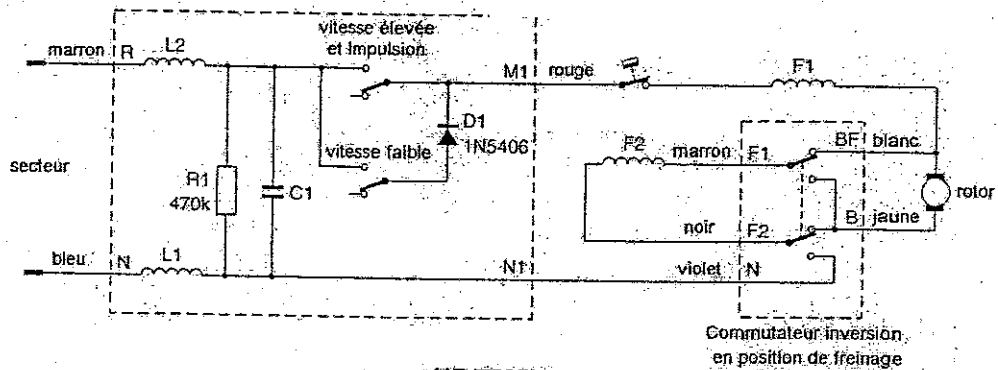 vitesse élevée
et Impulsion
marron R L2
M1 rouge
F1
D1
1N5406
secteur
vitesse faible
F2 marron F1
BF blanc
R1
470k
C1
rotor
noir F2
B jaune
bleu N L1
N1
violet N
Commutateur inversion
en position de freinage